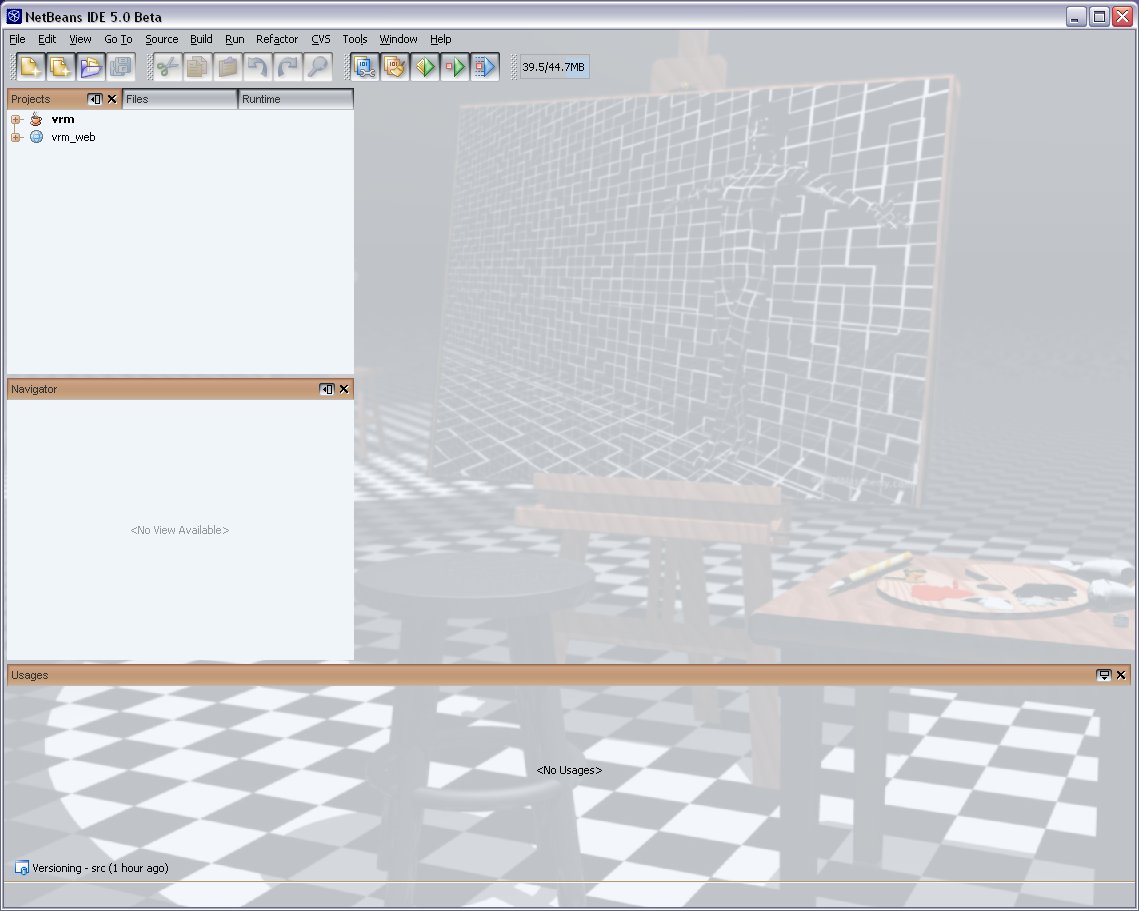 NetBeans IDE 5.0 Beta
File Edit View Go To Source Build Run Refactor CVS Tools Window Help
39.5/44.7MB
Projects Files Runtime
vrm
vrm_web
Navigator
<No View Available>
Usages
<No Usages>
Versioning - src (1 hour ago)